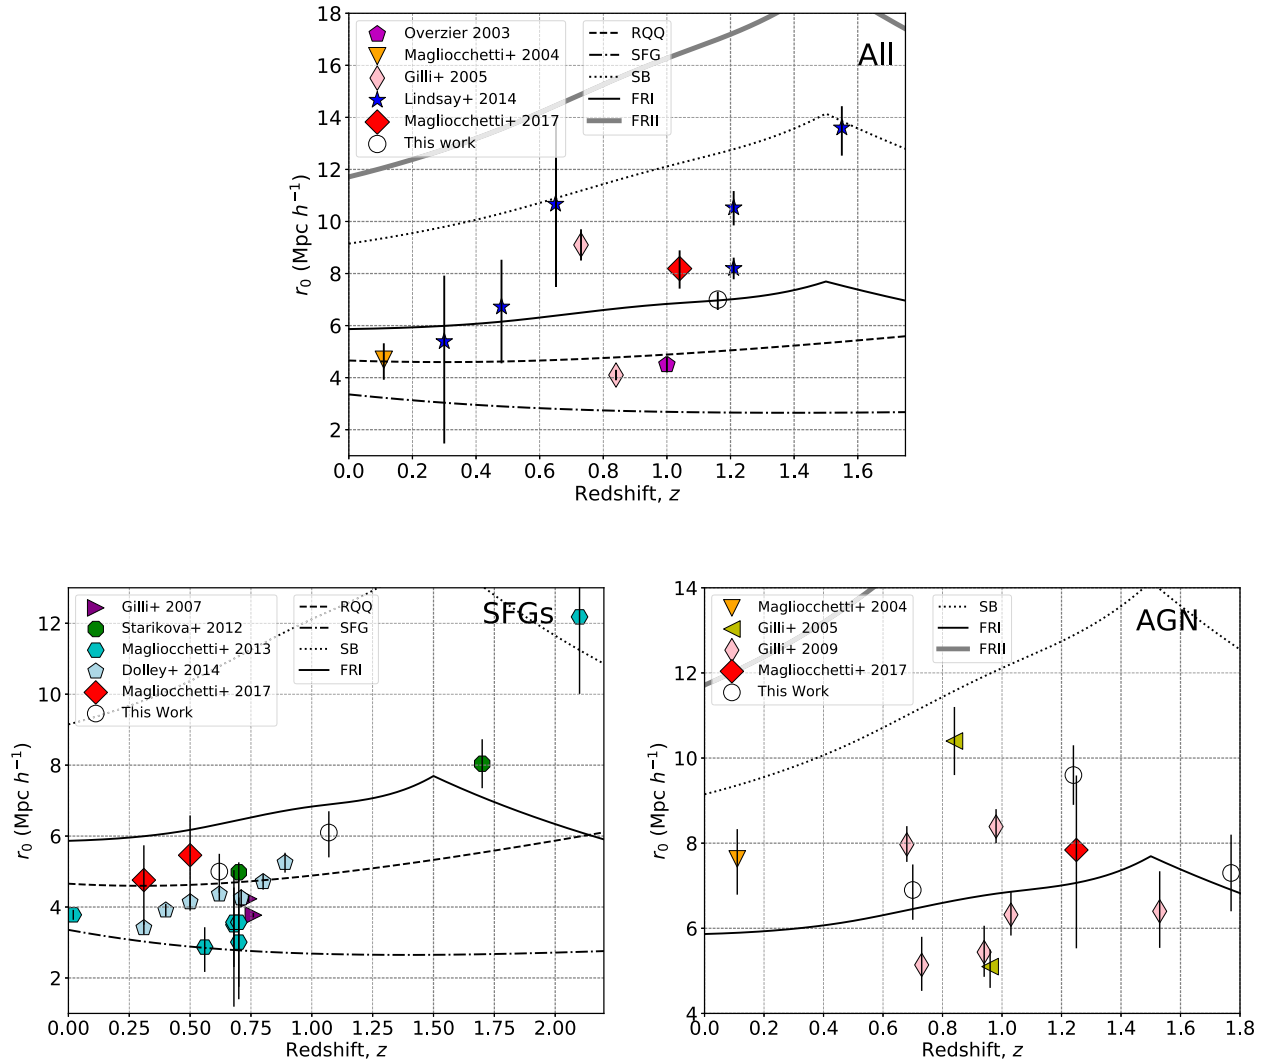 18
16
14
12
10
8
6
4
2
r0 (Mpc h−1)
Overzier 2003
Magliocchetti+ 2004
Gilli+ 2005
Lindsay+ 2014
Magliocchetti+ 2017
This work
RQQ
SFG
SB
FRI
FRII
All
0.0 0.2 0.4 0.6 0.8 1.0 1.2 1.4 1.6
Redshift, z
12
10
8
6
4
2
r0 (Mpc h−1)
Gilli+ 2007
Starikova+ 2012
Magliocchetti+ 2013
Dolley+ 2014
Magliocchetti+ 2017
This Work
RQQ
SFG
SB
FRI
SFGs
0.00 0.25 0.50 0.75 1.00 1.25 1.50 1.75 2.00
Redshift, z
14
12
10
8
6
4
r0 (Mpc h−1)
Magliocchetti+ 2004
Gilli+ 2005
Gilli+ 2009
Magliocchetti+ 2017
This Work
SB
FRI
FRII
AGN
0.0 0.2 0.4 0.6 0.8 1.0 1.2 1.4 1.6 1.8
Redshift, z